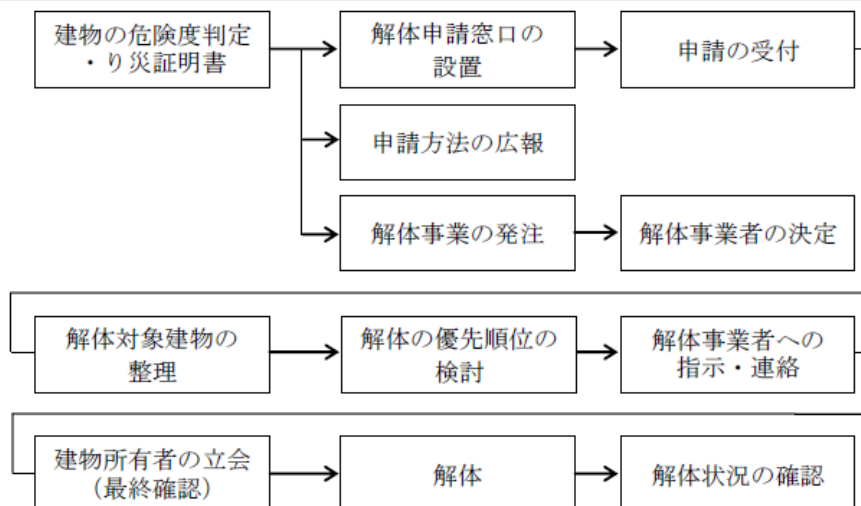 建物の危険度判定
・り災証明書
解体申請窓口の
設置
申請の受付
申請方法の広報
解体事業の発注
解体事業者の決定
解体対象建物の
整理
解体の優先順位の
検討
解体事業者への
指示・連絡
建物所有者の立会
（最終確認）
解体
解体状況の確認